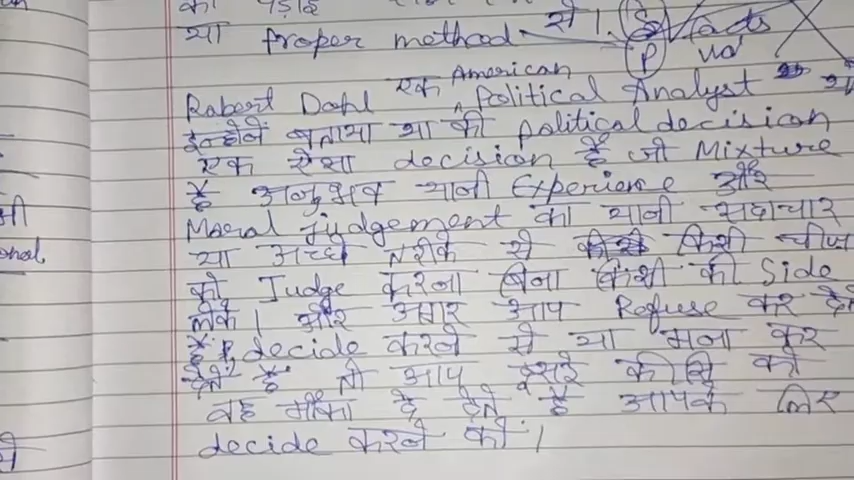 या proper method से। facts
P
एक American
Robert Dahl Political Analyst
इन्होने बताया था की political decision
एक ऐसा decision हैं जो Mixture
हैं अनुभव यानी Experience और
Moral Judgement का यानी सदाचार
या अच्छे तरीके से किसी चीज
को Judge करना बिना किसी की Side
लेके। और अगर आप Refuse कर देते
हैं decide करने से या मना कर
देते हैं तो आप दूसरे को
वह मौका दे देते हैं आपके लिए
decide करने की।